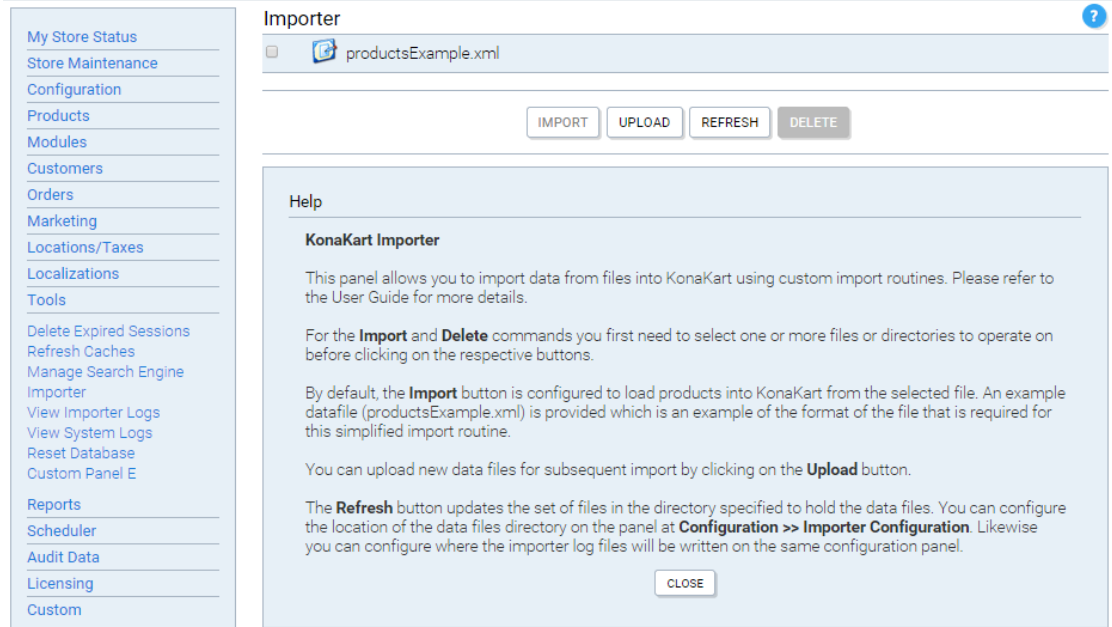 My Store Status
Store Maintenance
Configuration
Products
Modules
Customers
Orders
Marketing
Locations/Taxes
Localizations
Tools
Delete Expired Sessions
Refresh Caches
Manage Search Engine
Importer
View Importer Logs
View System Logs
Reset Database
Custom Panel E
Reports
Scheduler
Audit Data
Licensing
Custom
Importer
?
productsExample.xml
IMPORT UPLOAD REFRESH DELETE
Help
KonaKart Importer
This panel allows you to import data from files into KonaKart using custom import routines. Please refer to
the User Guide for more details.
For the Import and Delete commands you first need to select one or more files or directories to operate on
before clicking on the respective buttons.
By default, the Import button is configured to load products into KonaKart from the selected file. An example
datafile (productsExample.xml) is provided which is an example of the format of the file that is required for
this simplified import routine.
You can upload new data files for subsequent import by clicking on the Upload button.
The Refresh button updates the set of files in the directory specified to hold the data files. You can configure
the location of the data files directory on the panel at Configuration >> Importer Configuration. Likewise
you can configure where the importer log files will be written on the same configuration panel.
CLOSE